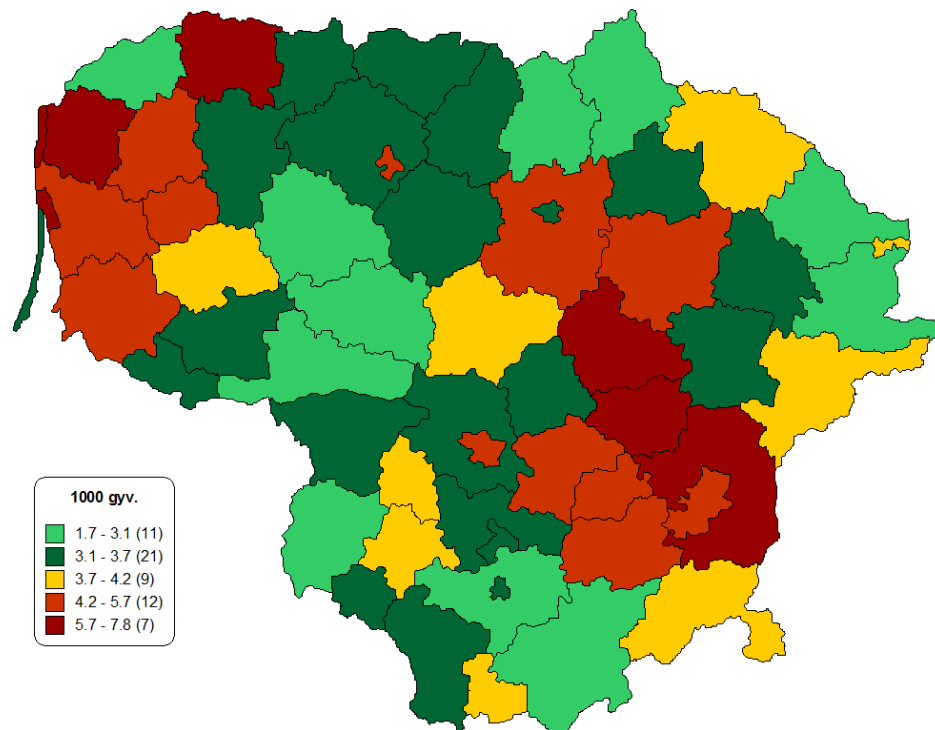 1000 gyv.
1.7 - 3.1 (11)
3.1 - 3.7 (21)
3.7 - 4.2 (9)
4.2 - 5.7 (12)
5.7 - 7.8 (7)